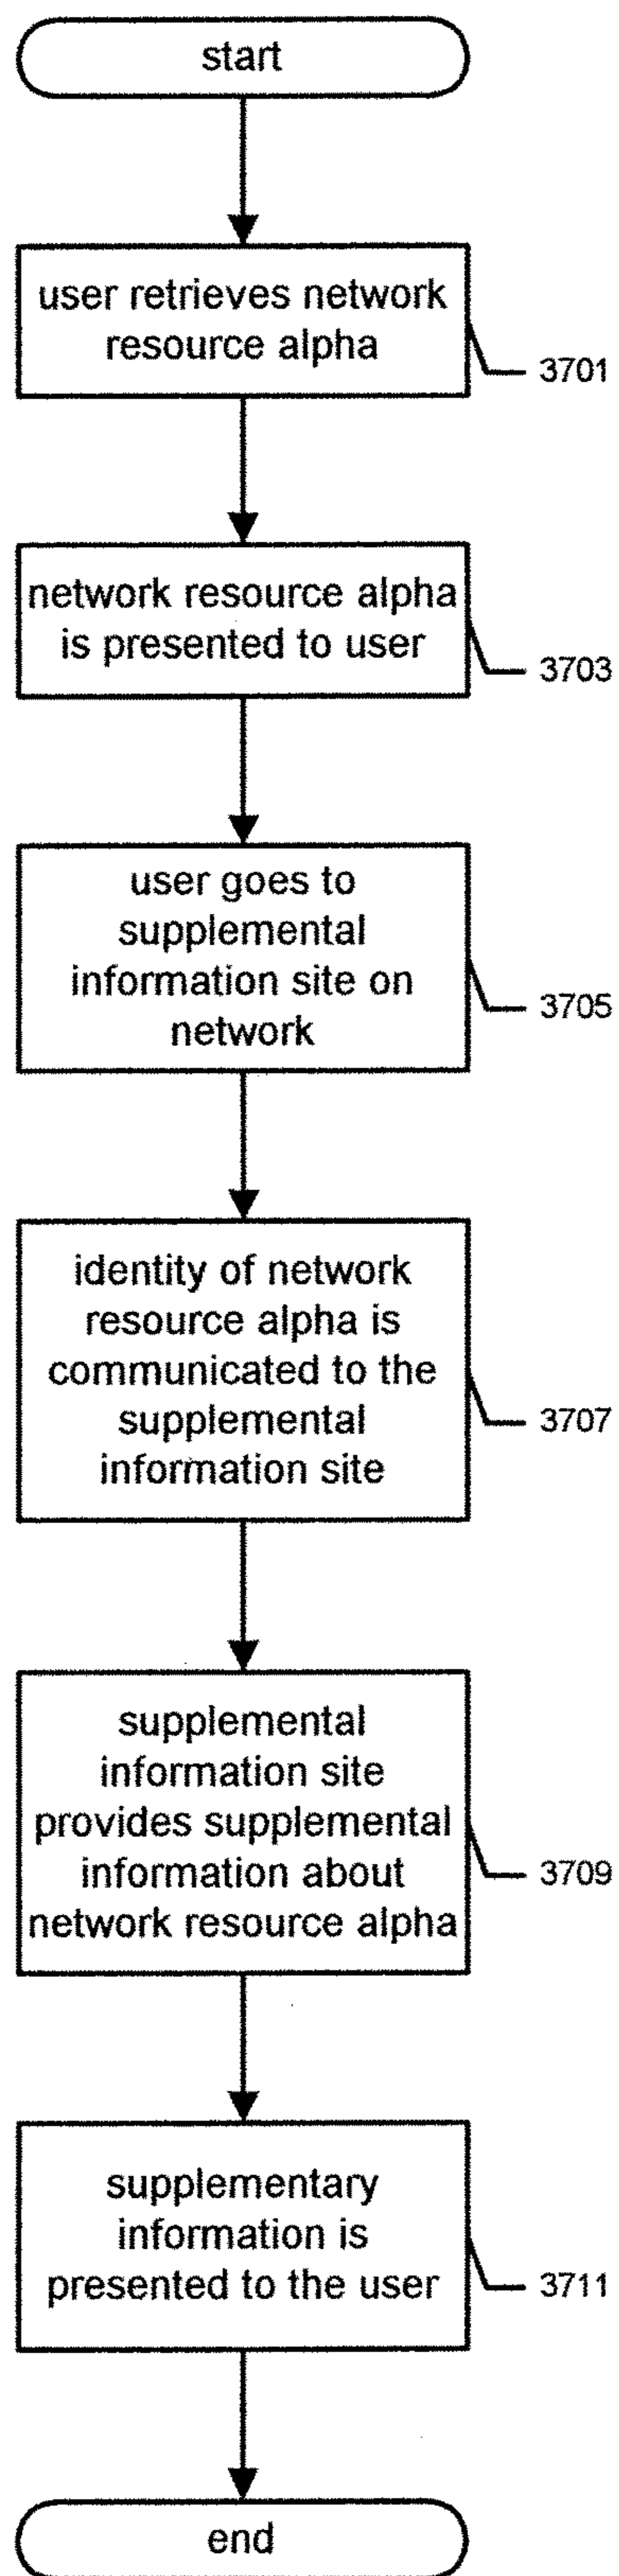 start
user retrieves network
resource alpha
3701
network resource alpha
is presented to user
3703
user goes to
supplemental
information site on
network
3705
identity of network
resource alpha is
communicated to the
supplemental
information site
3707
supplemental
information site
provides supplemental
information about
network resource alpha
3709
supplementary
information is
presented to the user
3711
end